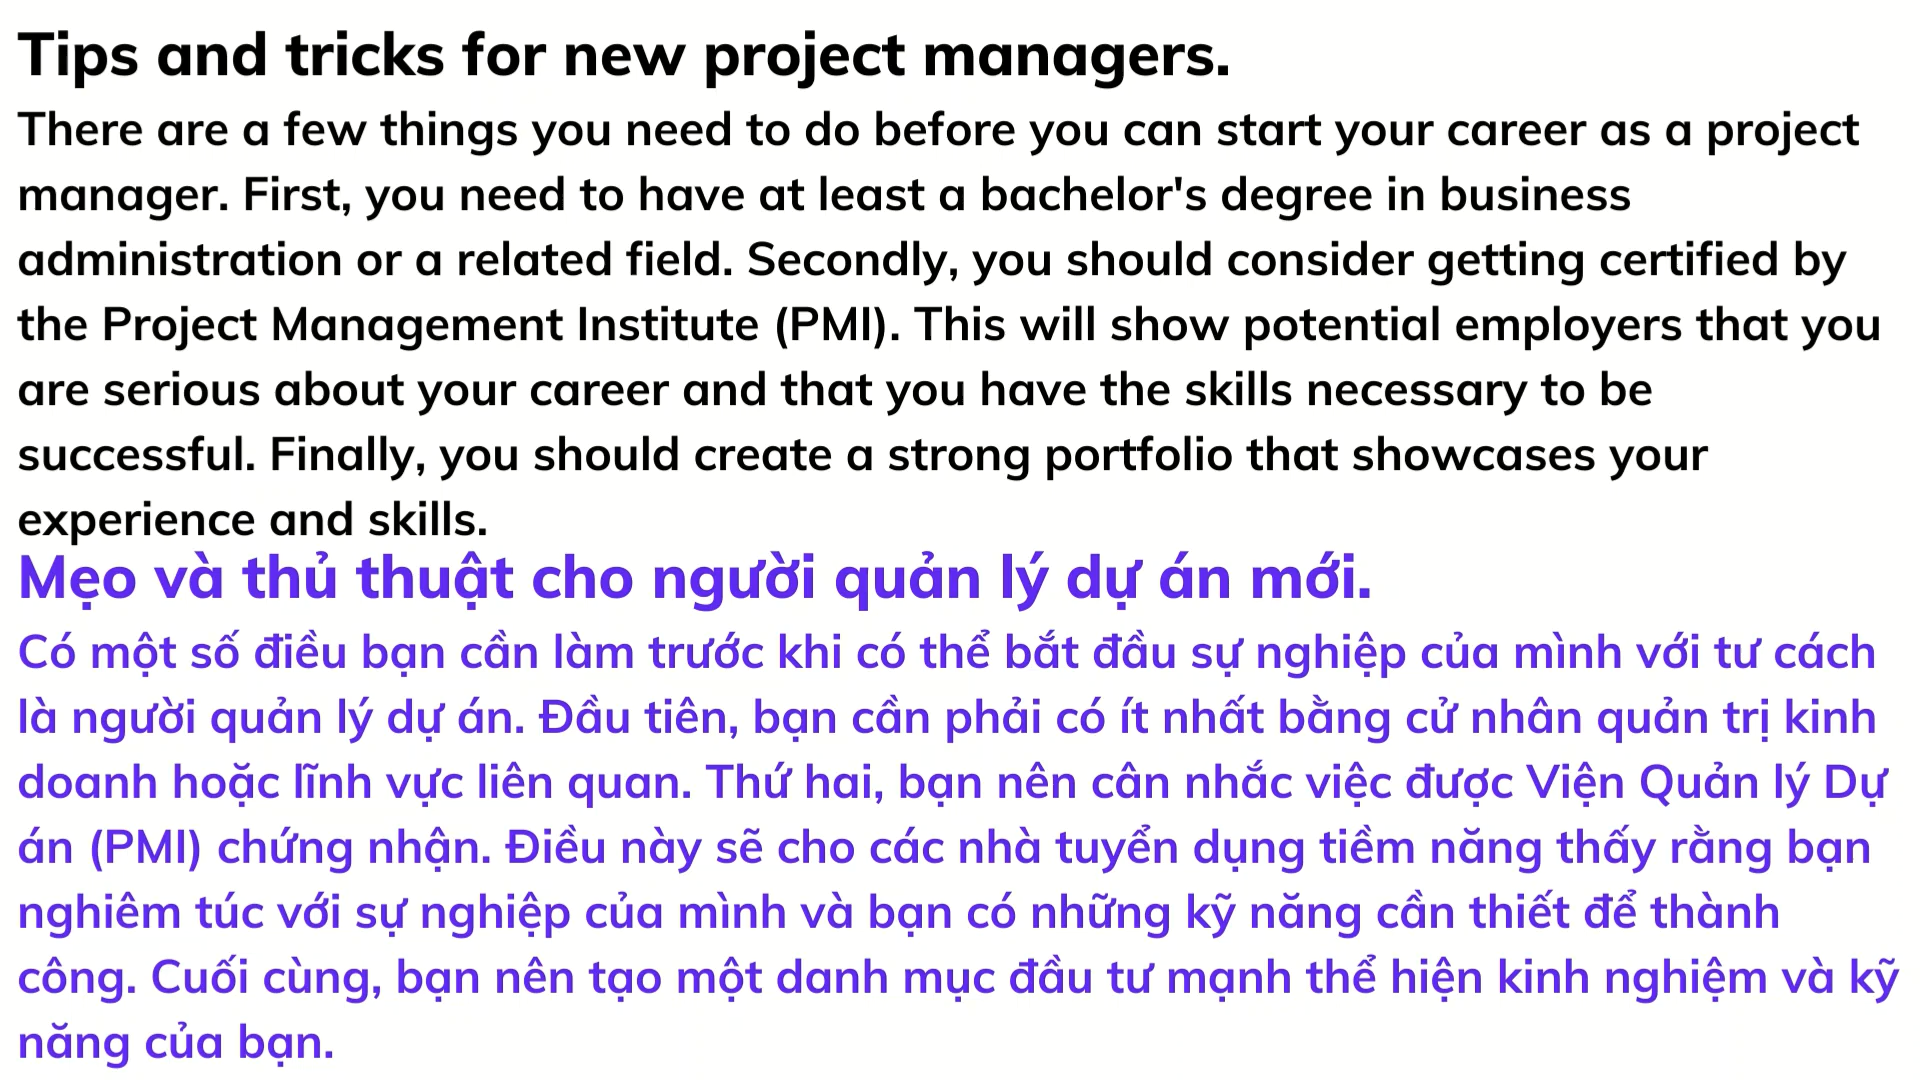 Tips and tricks for new project managers.
There are a few things you need to do before you can start your career as a project
manager. First, you need to have at least a bachelor's degree in business
administration or a related field. Secondly, you should consider getting certified by
the Project Management Institute (PMI). This will show potential employers that you
are serious about your career and that you have the skills necessary to be
successful. Finally, you should create a strong portfolio that showcases your
experience and skills.
Mẹo và thủ thuật cho người quản lý dự án mới.
Có một số điều bạn cần làm trước khi có thể bắt đầu sự nghiệp của mình với tư cách
là người quản lý dự án. Đầu tiên, bạn cần phải có ít nhất bằng cử nhân quản trị kinh
doanh hoặc lĩnh vực liên quan. Thứ hai, bạn nên cân nhắc việc được Viện Quản lý Dự
án (PMI) chứng nhận. Điều này sẽ cho các nhà tuyển dụng tiềm năng thấy rằng bạn
nghiêm túc với sự nghiệp của mình và bạn có những kỹ năng cần thiết để thành
công. Cuối cùng, bạn nên tạo một danh mục đầu tư mạnh thể hiện kinh nghiệm và kỹ
năng của bạn.